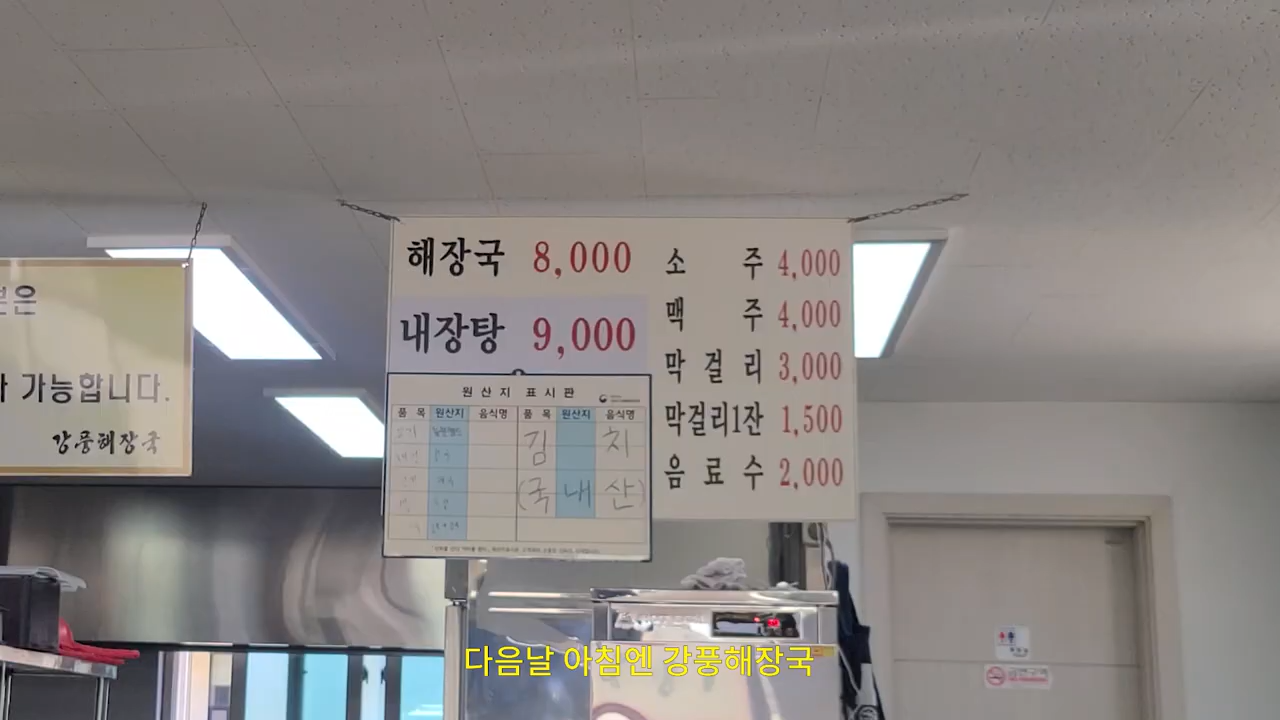 가능합니다.
강풍해장국
해장국 8,000
내장탕 9,000
소 주 4,000
맥 주 4,000
막 걸 리 3,000
막걸리1잔 1,500
음 료 수 2,000
원 산 지 표 시 판
품 목 원산지 음식명 품 목 원산지 음식명
김 치
(국 내 산)
다음날 아침엔 강풍해장국